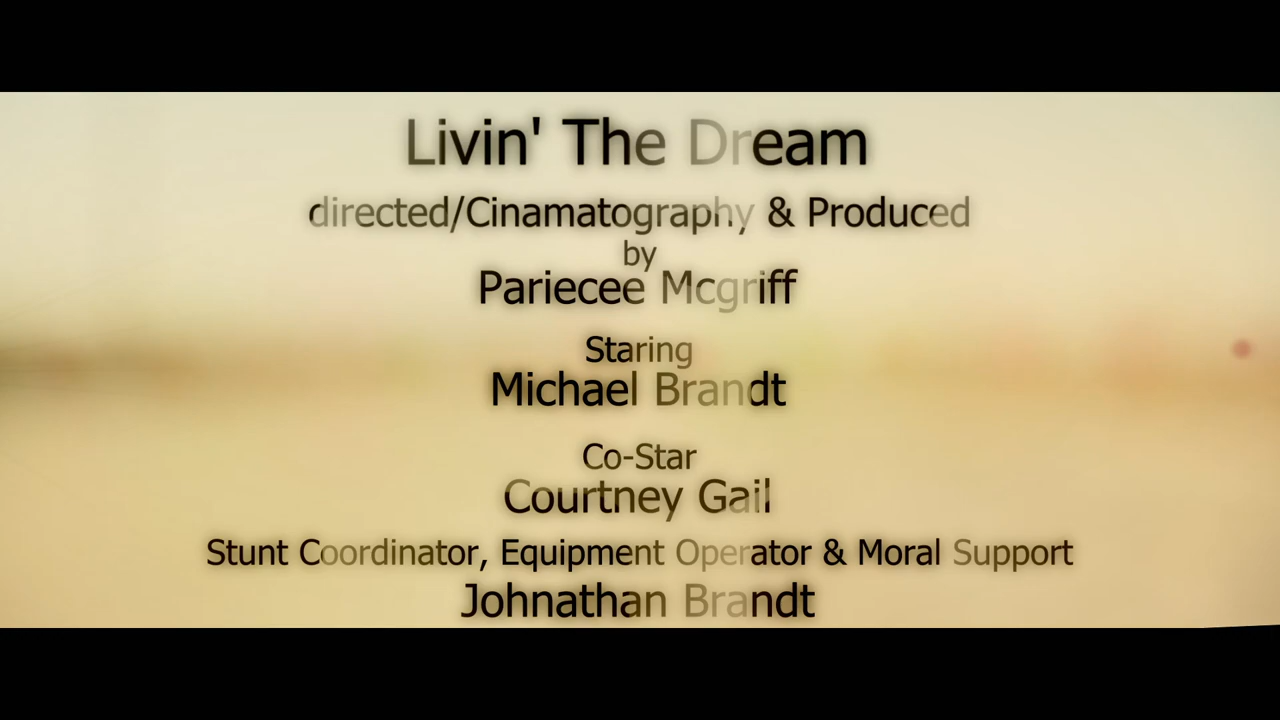 Livin' The Dream
directed/Cinamatography & Produced
by
Pariecee Mcgriff
Staring
Michael Brandt
Co-Star
Courtney Gail
Stunt Coordinator, Equipment Operator & Moral Support
Johnathan Brandt